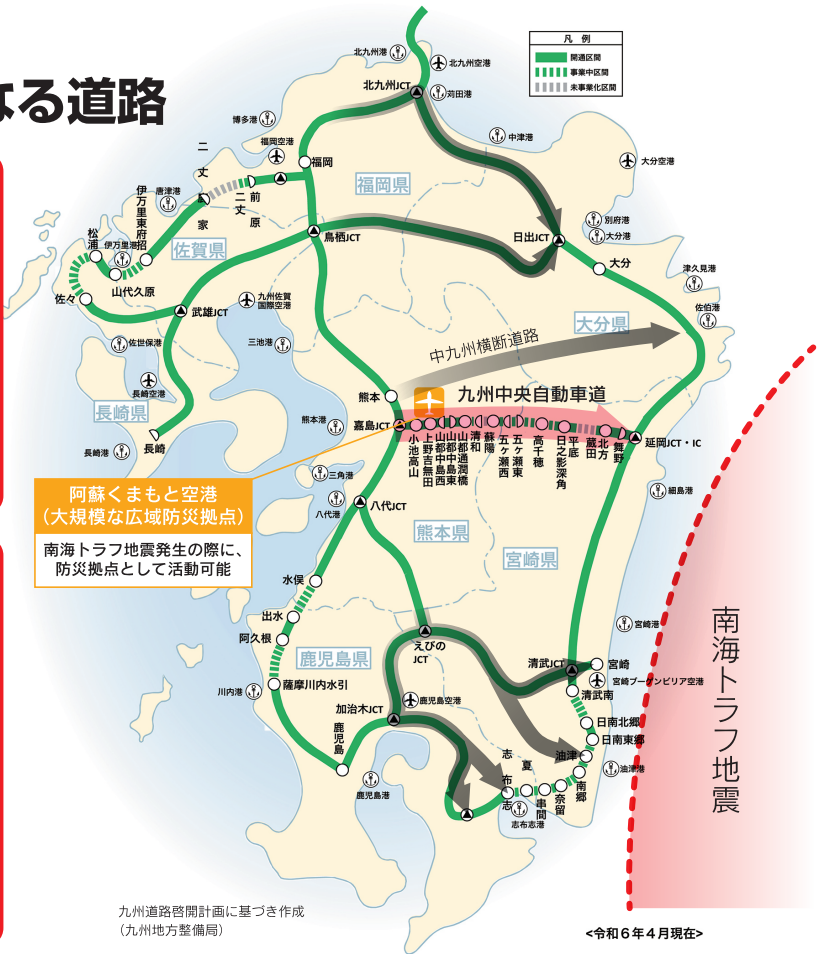 なる道路
凡 例
開通区間
事業中区間
未事業化区間
北九州港
北九州空港
北九州JCT
苅田港
博多港
福岡空港
中津港
大分空港
福岡
福岡県
二丈鹿家
前原
二丈
唐津港
伊万里東府招
松浦
伊万里港
佐賀県
鳥栖JCT
日出JCT
別府港
大分港
大分
山代久原
佐々
武雄JCT
九州佐賀
国際空港
津久見港
佐伯港
大分県
佐世保港
三池港
中九州横断道路
長崎空港
長崎県
熊本
九州中央自動車道
熊本港
嘉島JCT
小池高山
上野吉無田
山都中島西
山都中島東
山都通潤橋
清和
蘇陽
五ヶ瀬西
五ヶ瀬東
高千穂
日之影深角
平底
蔵田
北方
舞野
延岡JCT・IC
長崎
長崎港
三角港
細島港
阿蘇くまもと空港
（大規模な広域防災拠点）
南海トラフ地震発生の際に、
防災拠点として活動可能
八代港
八代JCT
熊本県
宮崎県
水俣
出水
阿久根
宮崎港
えびの
JCT
鹿児島県
清武JCT
宮崎
宮崎ブーゲンビリア空港
南海トラフ地震
川内港
薩摩川内水引
清武南
鹿児島空港
加治木JCT
日南北郷
日南東郷
鹿児島
油津
油津港
志布志
夏井
串間
奈留
南郷
鹿児島港
志布志港
九州道路啓開計画に基づき作成
（九州地方整備局）
<令和６年４月現在>